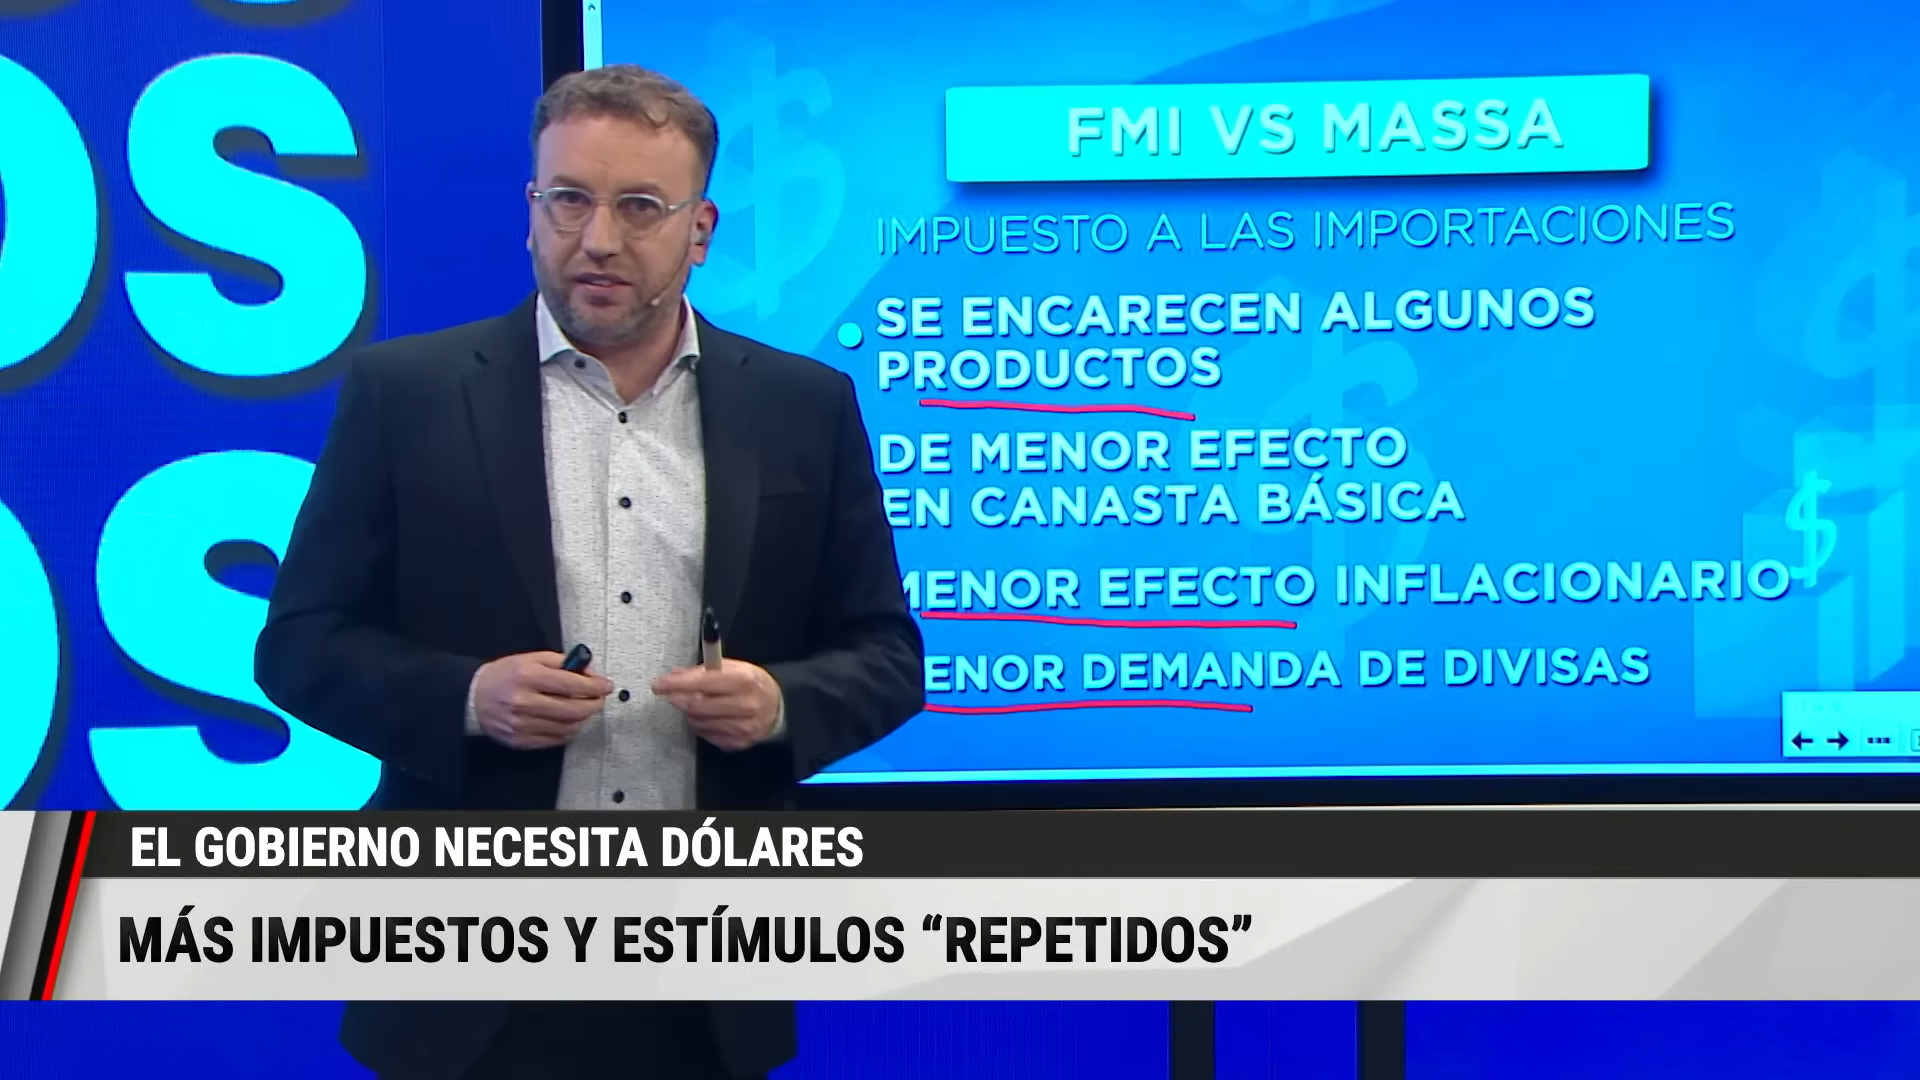 FMI VS MASSA
IMPUESTO A LAS IMPORTACIONES
SE ENCARECEN ALGUNOS
PRODUCTOS
DE MENOR EFECTO
EN CANASTA BÁSICA
MENOR EFECTO INFLACIONARIO
ENOR DEMANDA DE DIVISAS
EL GOBIERNO NECESITA DÓLARES
MÁS IMPUESTOS Y ESTÍMULOS “REPETIDOS”